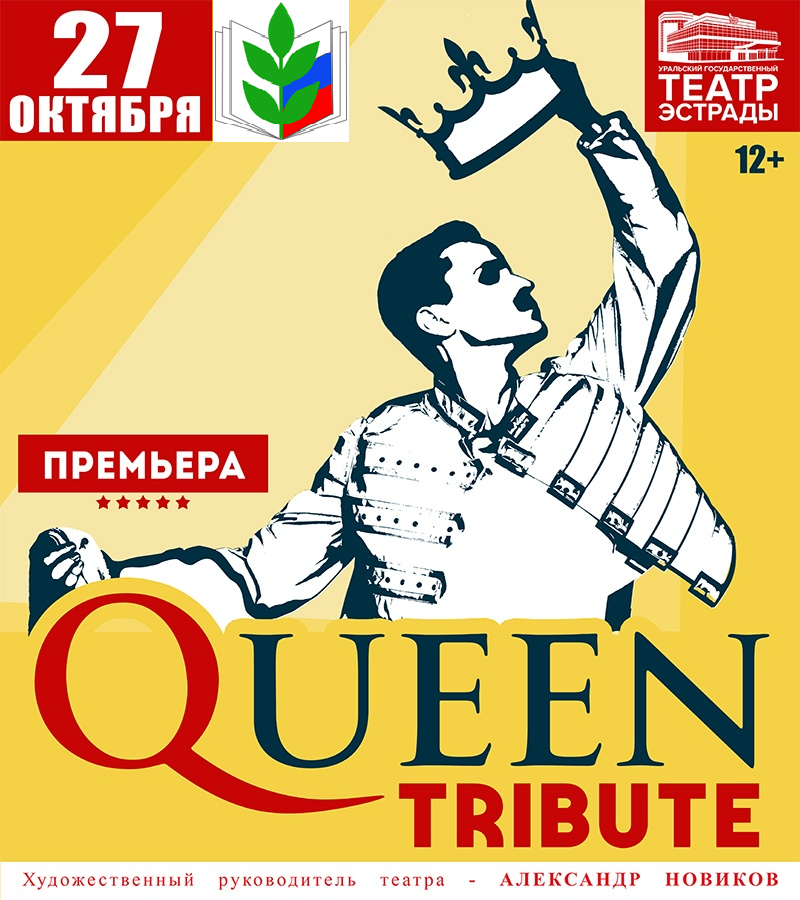 27
ОКТЯБРЯ
УРАЛЬСКИЙ ГОСУДАРСТВЕННЫЙ
ТЕАТР
ЭСТРАДЫ
12+
ПРЕМЬЕРА
QUEEN
TRIBUTE
Художественный руководитель театра - АЛЕКСАНДР НОВИКОВ